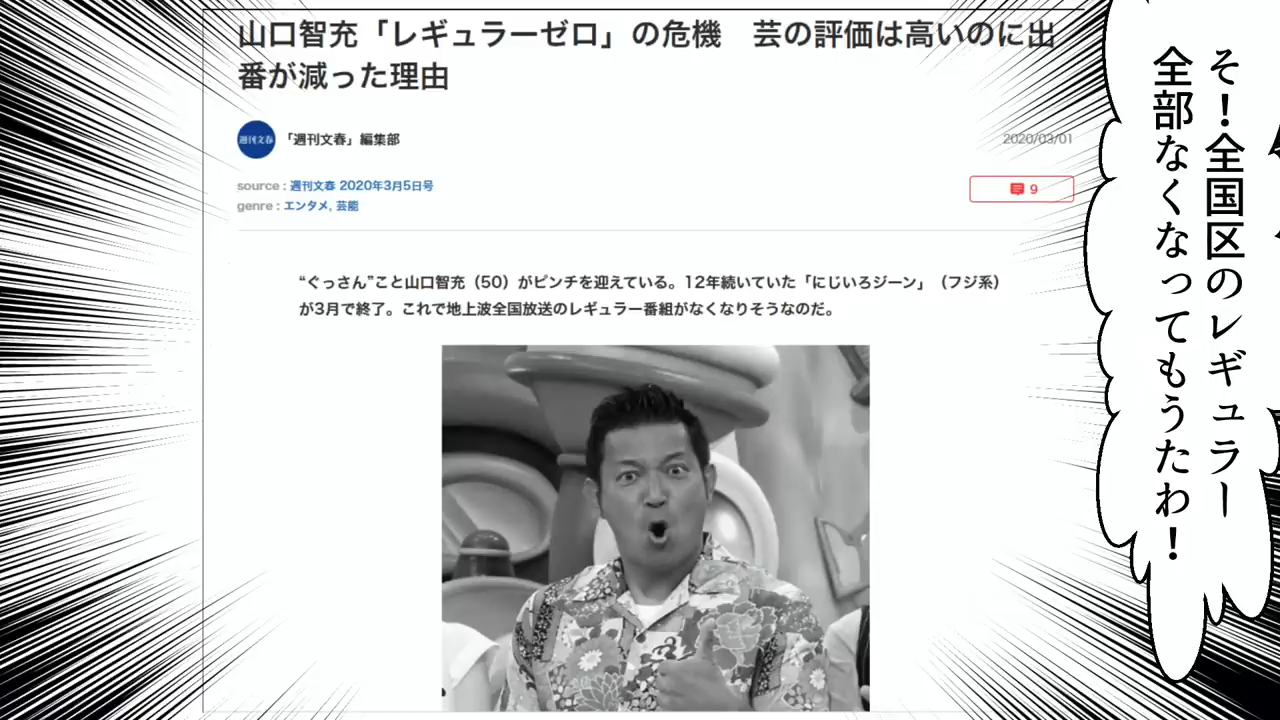 山口智充「レギュラーゼロ」の危機　芸の評価は高いのに出
番が減った理由
週刊文春
「週刊文春」編集部
2020/03/01
source : 週刊文春 2020年3月5日号
9
genre : エンタメ, 芸能
“ぐっさん”こと山口智充（50）がピンチを迎えている。12年続いていた「にじいろジーン」（フジ系）
が3月で終了。これで地上波全国放送のレギュラー番組がなくなりそうなのだ。
そ！全国区のレギュラー
全部なくなってもうたわ！